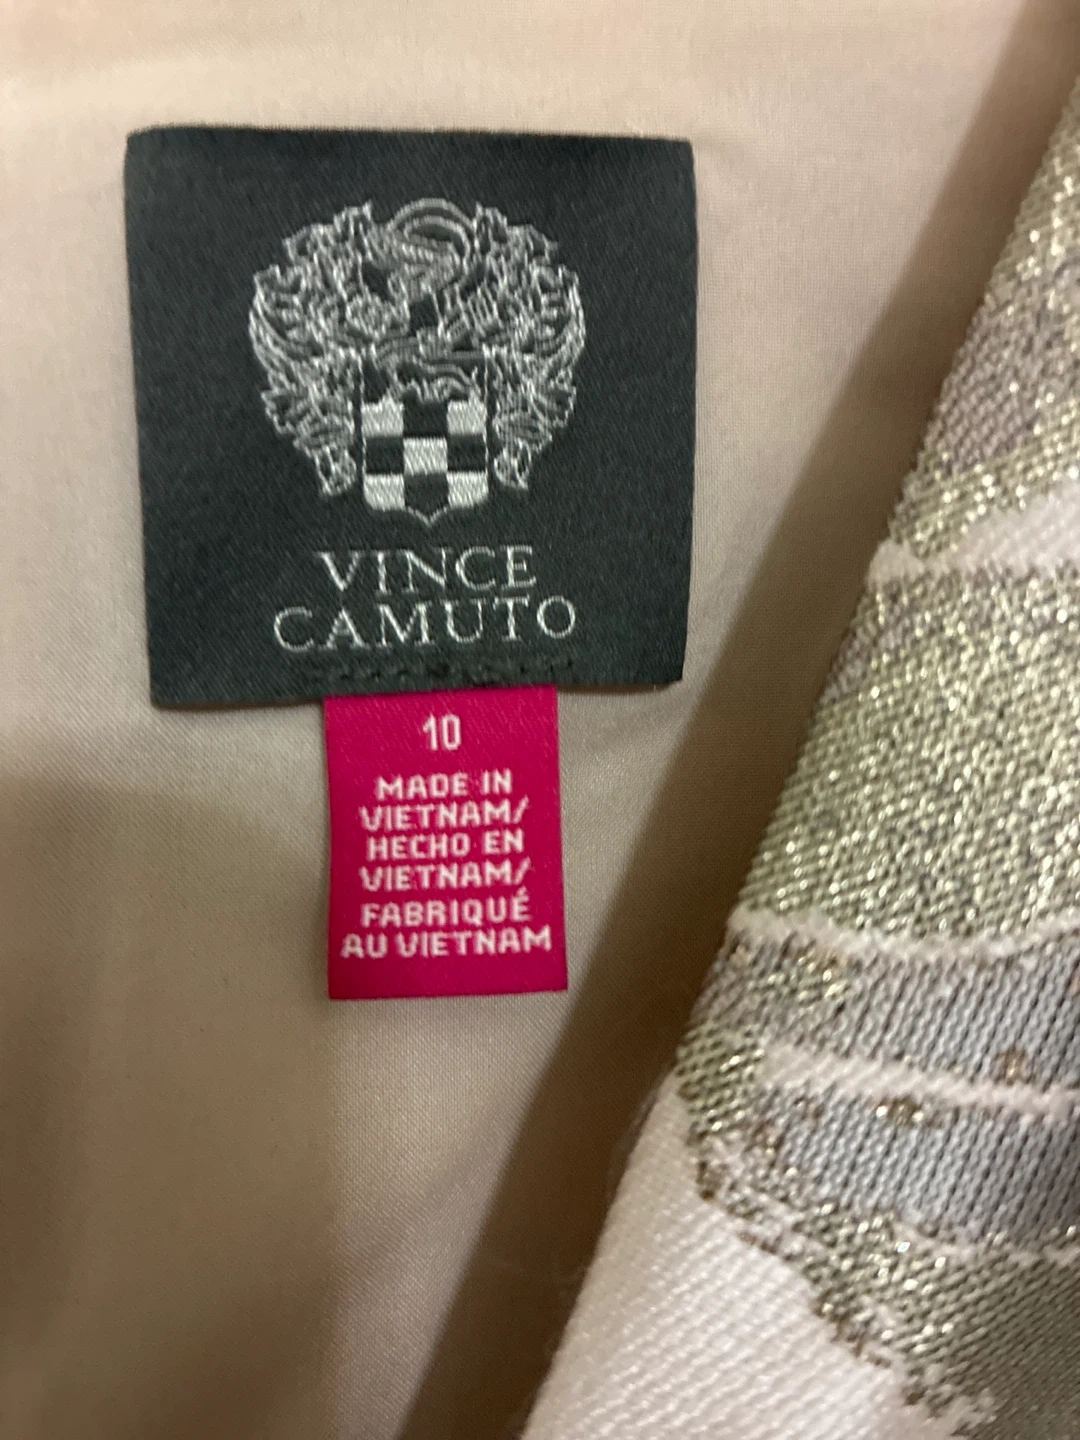 VINCE
CAMUTO
10
MADE IN
VIETNAM/
HECHO EN
VIETNAM/
FABRIQUÉ
AU VIETNAM